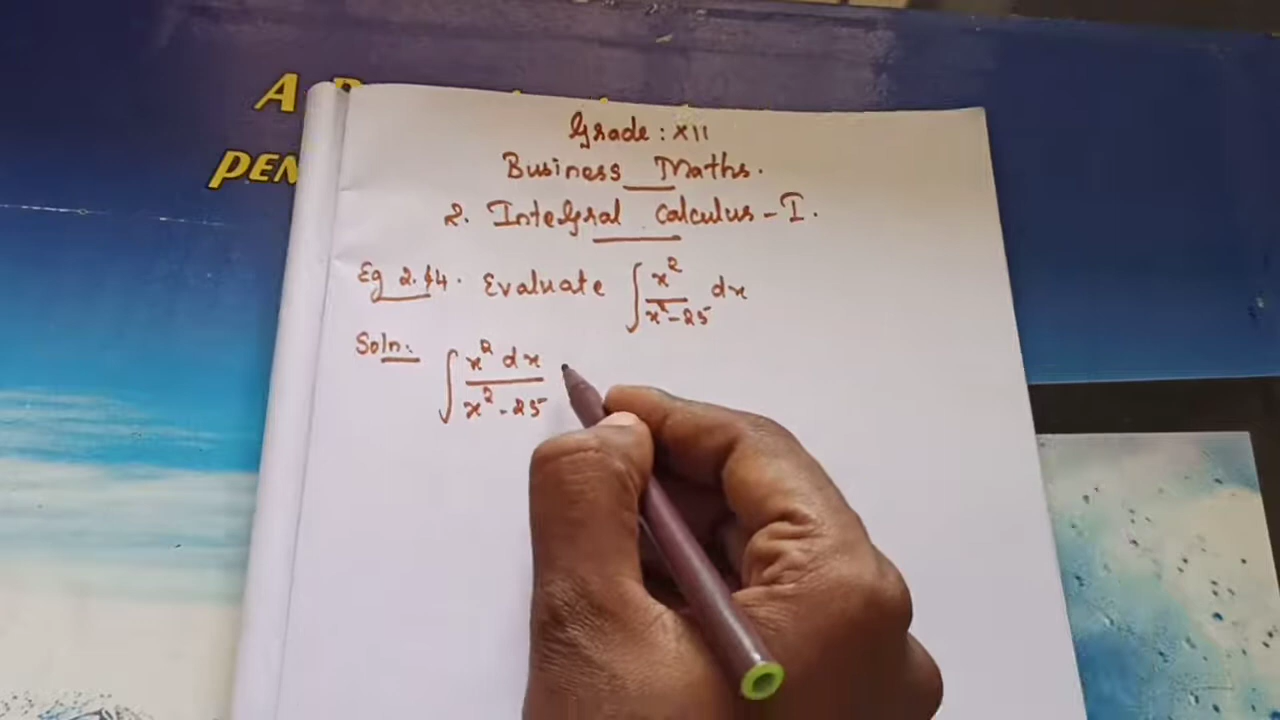 A
PEN
Grade : XII
Business Maths.
2. Integral Calculus - I.
Eg 2.44. Evaluate ∫ x²/x²-25 dx
Soln: ∫ x² dx/x²-25